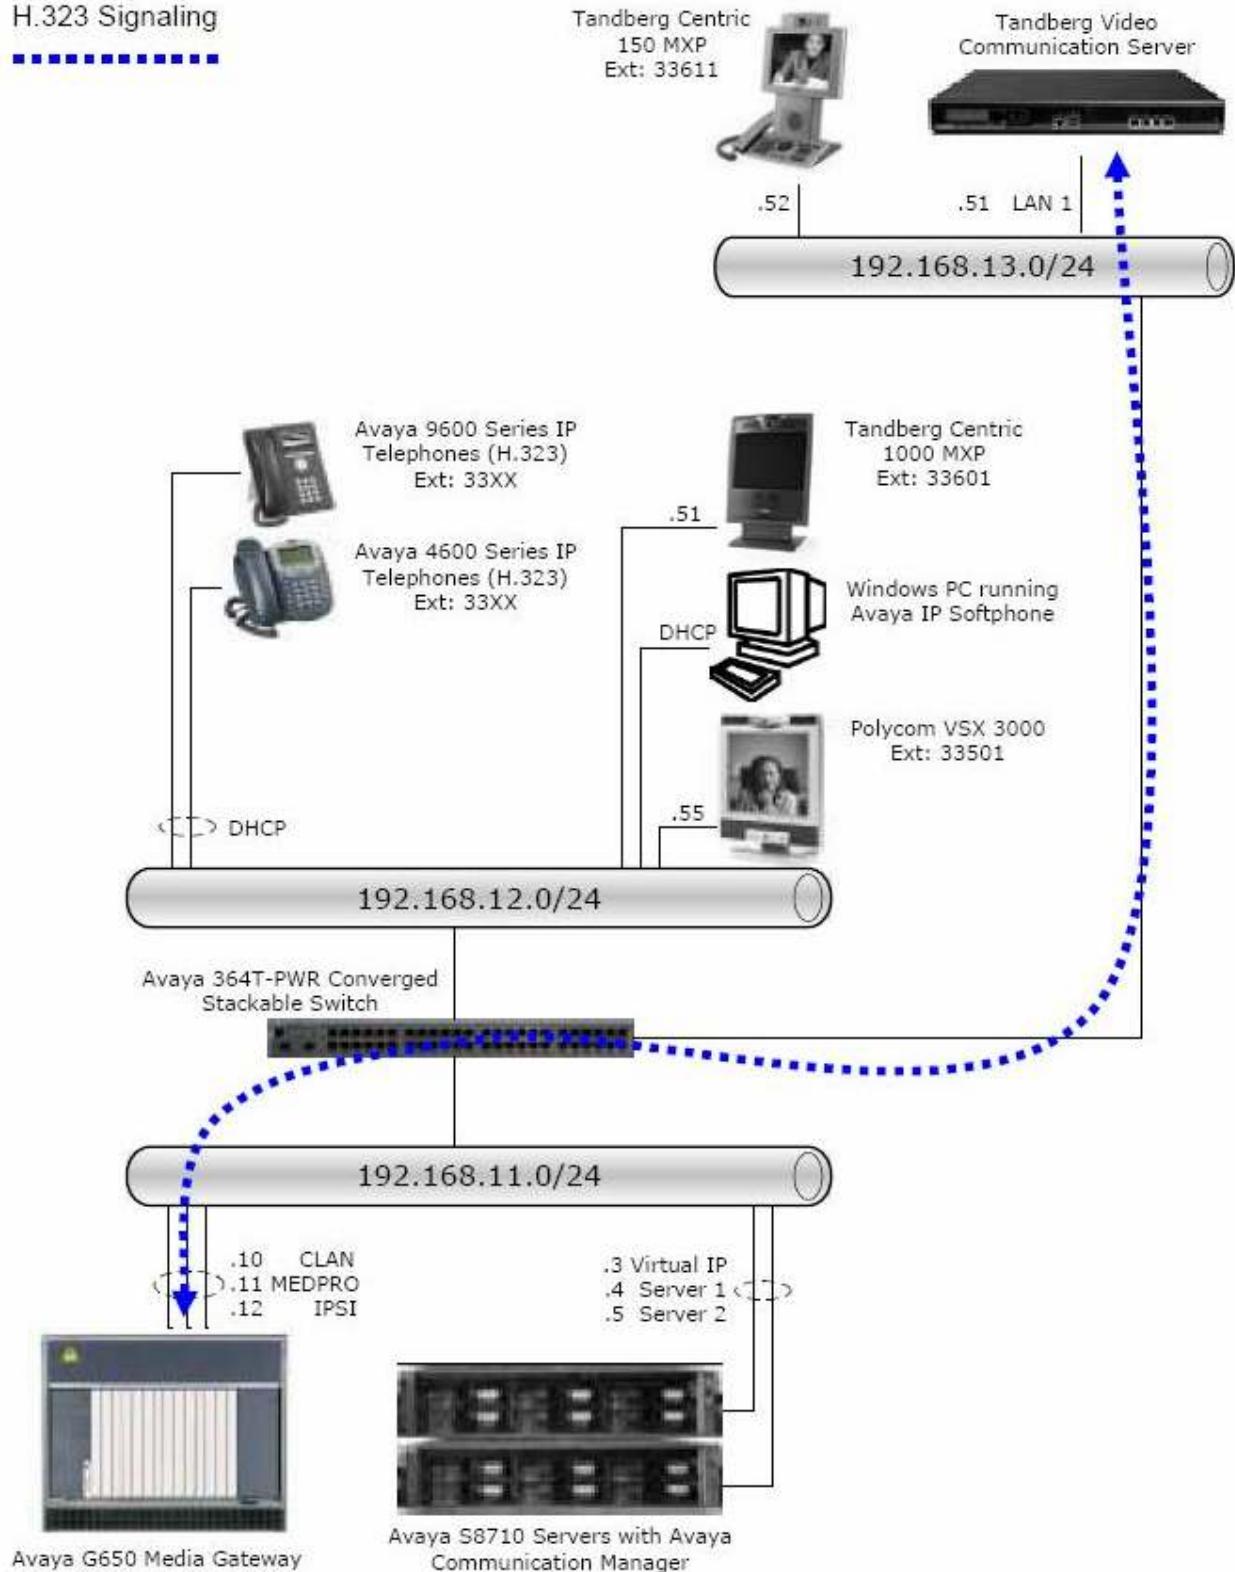 H.323 Signaling
Tandberg Centric
150 MXP
Ext: 33611
Tandberg Video
Communication Server
.52
.51 LAN 1
192.168.13.0/24
Avaya 9600 Series IP
Telephones (H.323)
Ext: 33XX
Avaya 4600 Series IP
Telephones (H.323)
Ext: 33XX
DHCP
Tandberg Centric
1000 MXP
Ext: 33601
.51
Windows PC running
Avaya IP Softphone
DHCP
Polycom VSX 3000
Ext: 33501
.55
192.168.12.0/24
Avaya 364T-PWR Converged
Stackable Switch
192.168.11.0/24
.10 CLAN
.11 MEDPRO
.12 IPSI
.3 Virtual IP
.4 Server 1
.5 Server 2
Avaya G650 Media Gateway
Avaya S8710 Servers with Avaya
Communication Manager